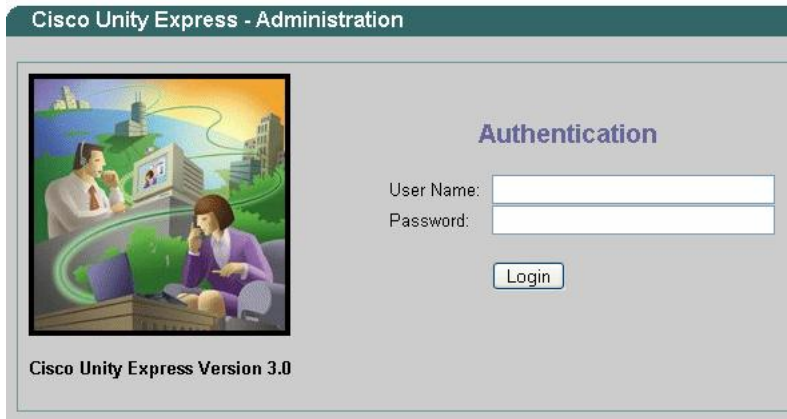 Cisco Unity Express - Administration
Authentication
User Name:
Password:
Login
Cisco Unity Express Version 3.0